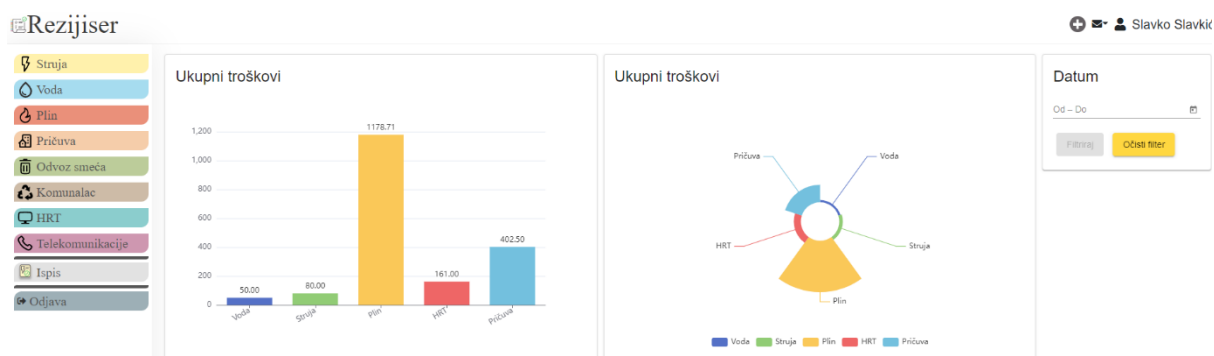 Rezijiser
Slavko Slavkić
Struja
Voda
Plin
Pričuva
Odvoz smeća
Komunalac
HRT
Telekomunikacije
Ispis
Odjava
Ukupni troškovi
1,200
1,000
800
600
400
200
0
50.00
80.00
1178.71
161.00
402.50
Voda
Struja
Plin
HRT
Pričuva
Ukupni troškovi
Pričuva
Voda
HRT
Struja
Plin
Voda Struja Plin HRT Pričuva
Datum
Od – Do
Filtriraj Očisti filter